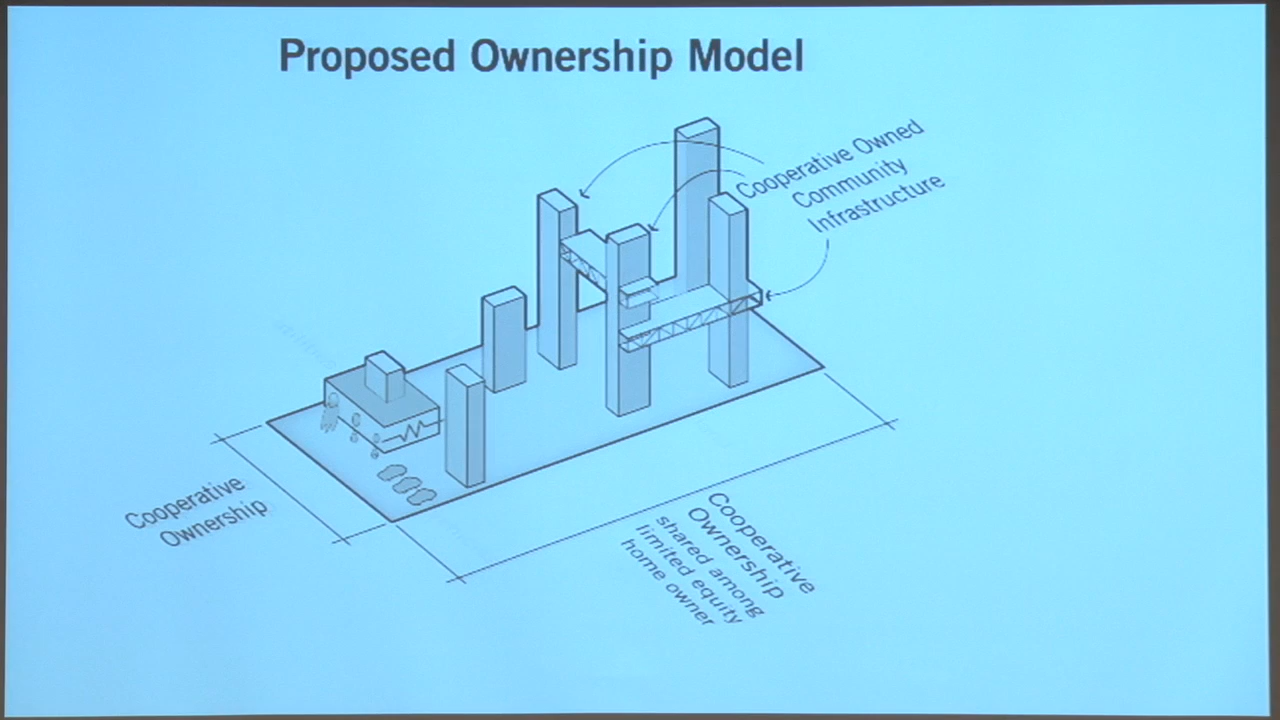 Proposed Ownership Model
Cooperative Owned
Community
Infrastructure
Cooperative
Ownership
Cooperative
Ownership
shared among
limited equity
home owner